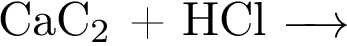 CaC₂ + HCl ⟶